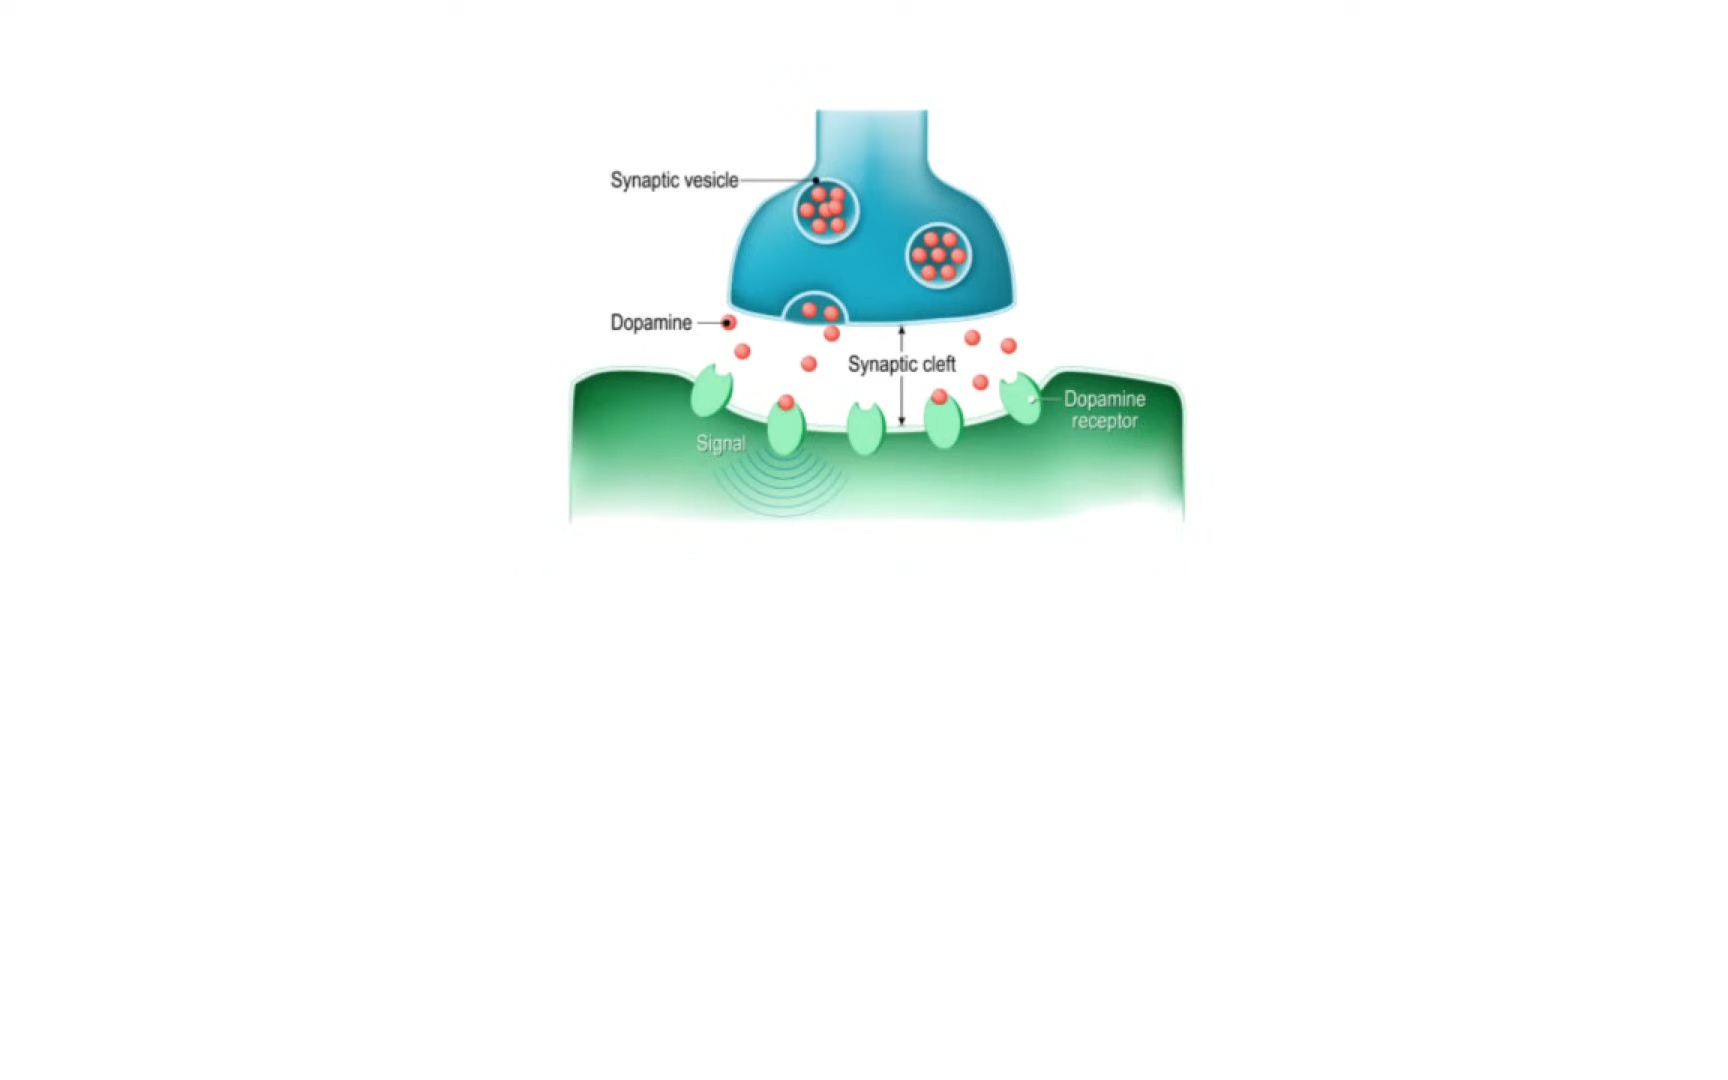 Synaptic vesicle
Dopamine
Synaptic cleft
Dopamine
receptor
Signal